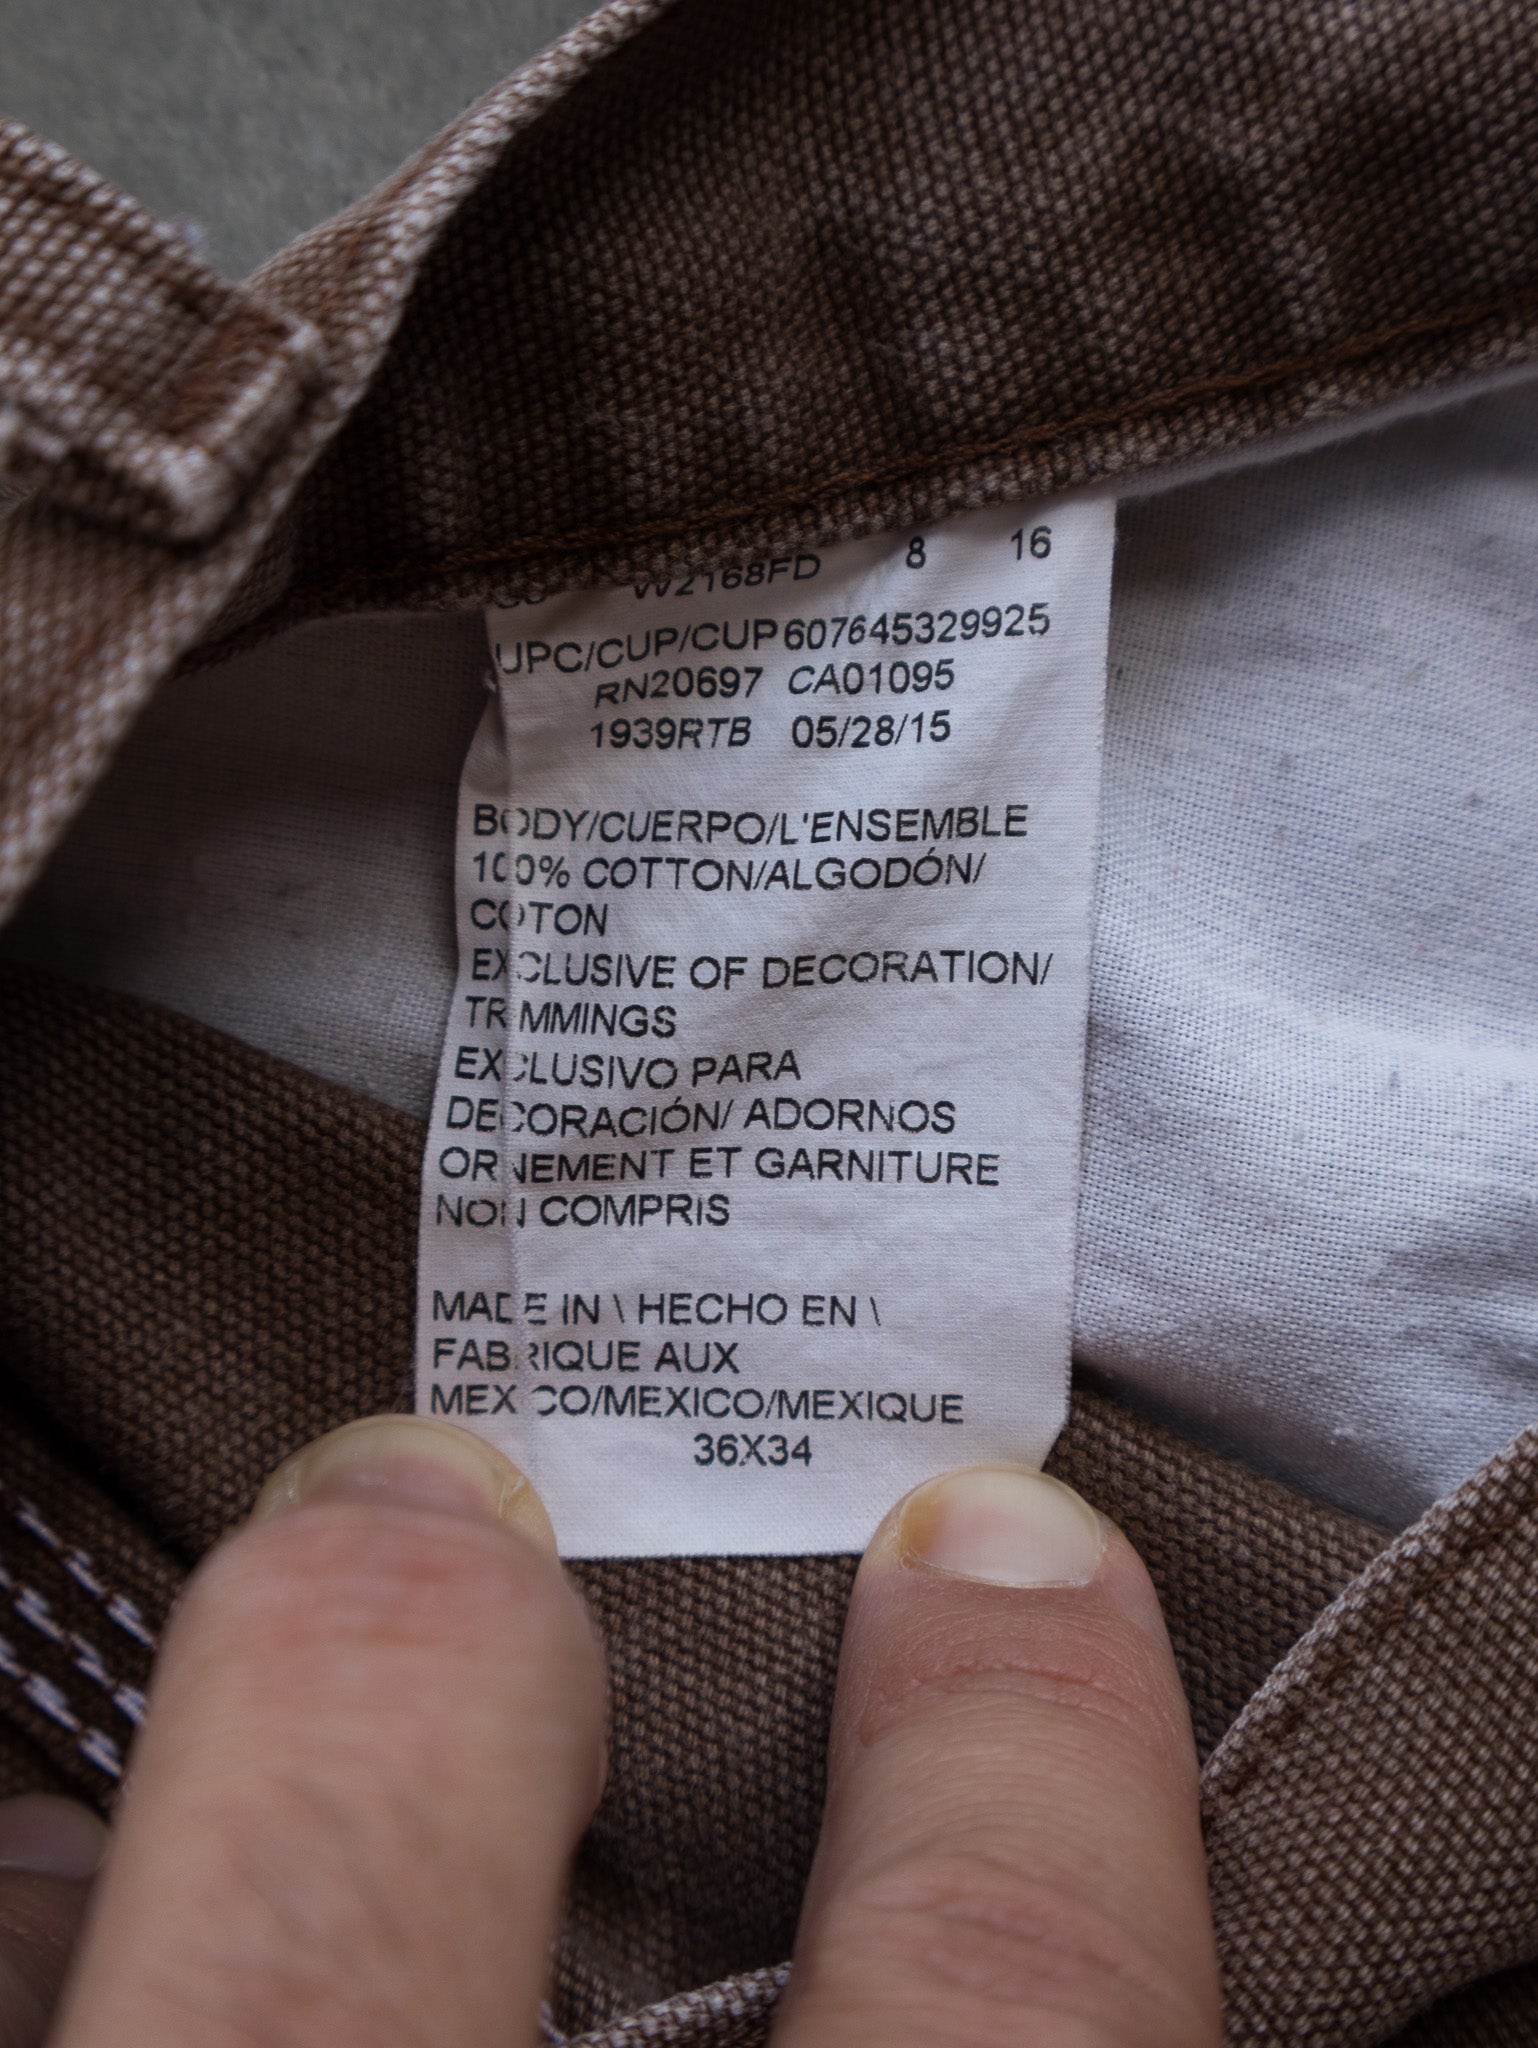 W2168FD 8 16
UPC/CUP/CUP607645329925
RN20697 CA01095
1939RTB 05/28/15
BODY/CUERPO/L'ENSEMBLE
100% COTTON/ALGODÓN/
COTON
EXCLUSIVE OF DECORATION/
TRIMMINGS
EXCLUSIVO PARA
DECORACIÓN/ ADORNOS
ORNEMENT ET GARNITURE
NON COMPRIS
MADE IN \ HECHO EN \
FABRIQUE AUX
MEXICO/MEXICO/MEXIQUE
36X34